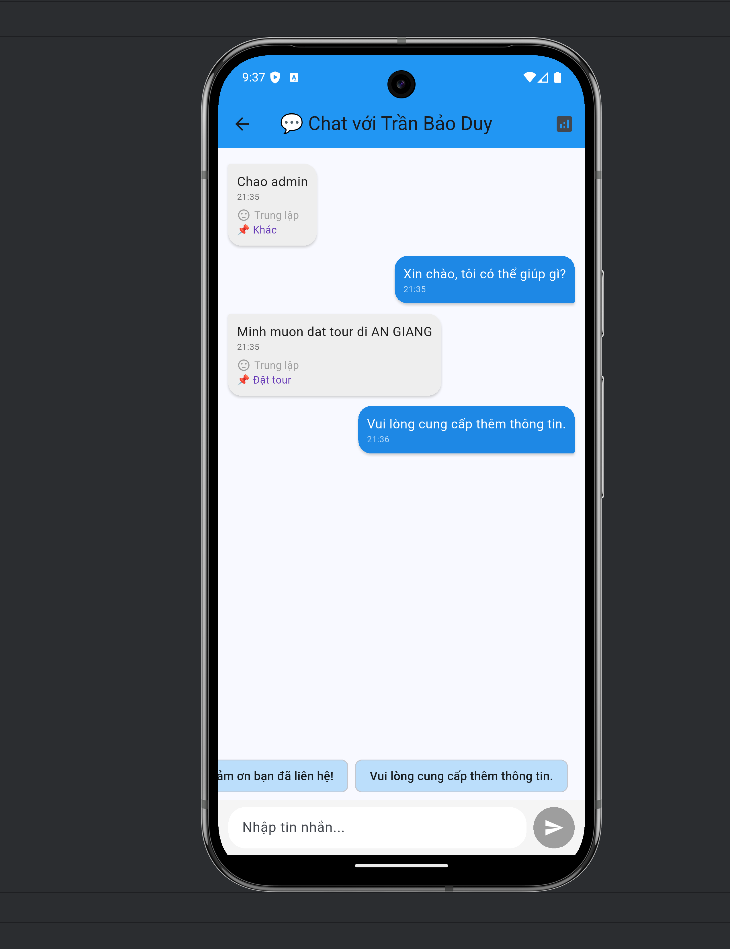 9:37
Chat với Trần Bảo Duy
Chao admin
21:35
Trung lập
Khác
Xin chào, tôi có thể giúp gì?
21:35
Minh muon dat tour di AN GIANG
21:35
Trung lập
Đặt tour
Vui lòng cung cấp thêm thông tin.
21:36
ảm ơn bạn đã liên hệ!
Vui lòng cung cấp thêm thông tin.
Nhập tin nhắn...